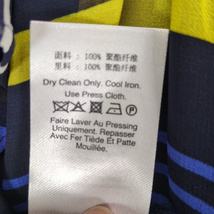 面料：100% 聚酯纤维
里料：100% 聚酯纤维
Dry Clean Only. Cool Iron.
Use Press Cloth.
Faire Laver Au Pressing
Uniquement. Repasser
Avec Fer Tiède Et Patte
Mouillée.